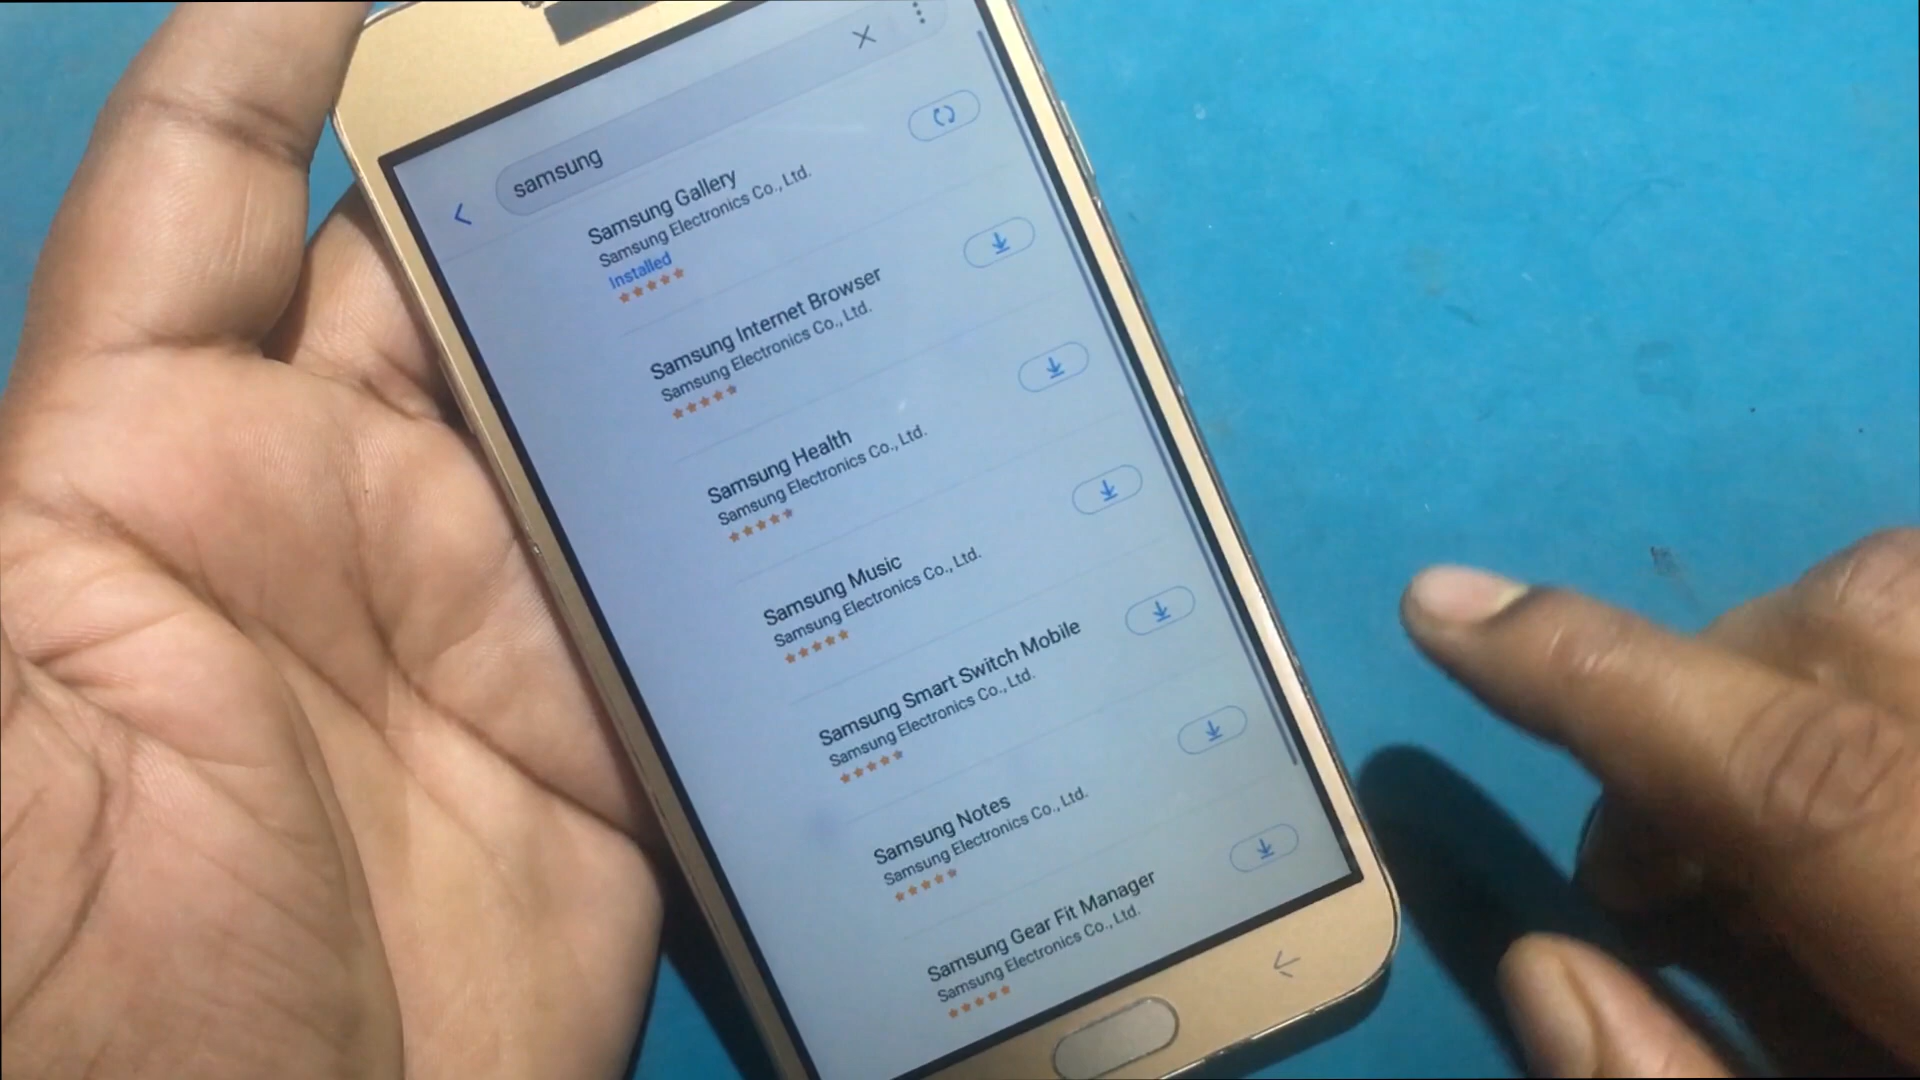 samsung
Samsung Gallery
Samsung Electronics Co., Ltd.
Installed
Samsung Internet Browser
Samsung Electronics Co., Ltd.
Samsung Health
Samsung Electronics Co., Ltd.
Samsung Music
Samsung Electronics Co., Ltd.
Samsung Smart Switch Mobile
Samsung Electronics Co., Ltd.
Samsung Notes
Samsung Electronics Co., Ltd.
Samsung Gear Fit Manager
Samsung Electronics Co., Ltd.